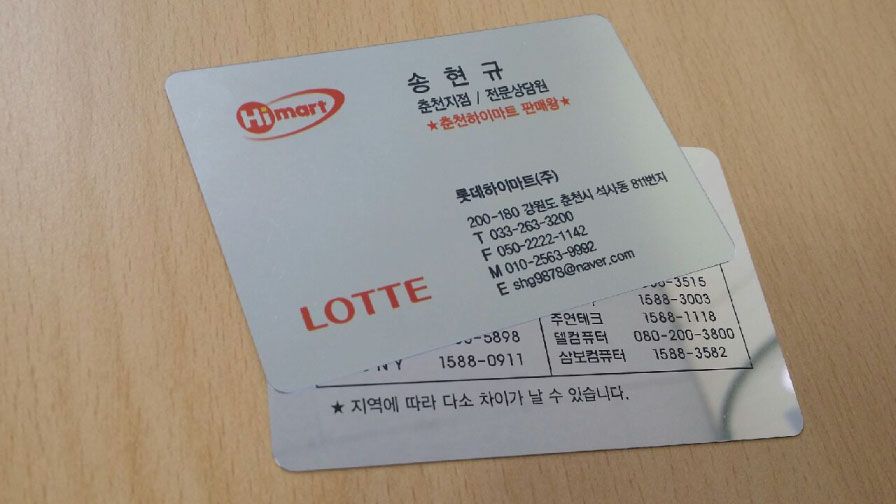 Himart
송현규
춘천지점 / 전문상담원
★춘천하이마트 판매왕★
롯데하이마트(주)
200-180 강원도 춘천시 석사동 811번지
T 033-263-3200
F 050-2222-1142
M 010-2563-9992
E shg9878@naver.com
LOTTE
-3515
1588-3003
주연테크 1588-1118
-5898 델컴퓨터 080-200-3800
NY 1588-0911 삼보컴퓨터 1588-3582
★ 지역에 따라 다소 차이가 날 수 있습니다.